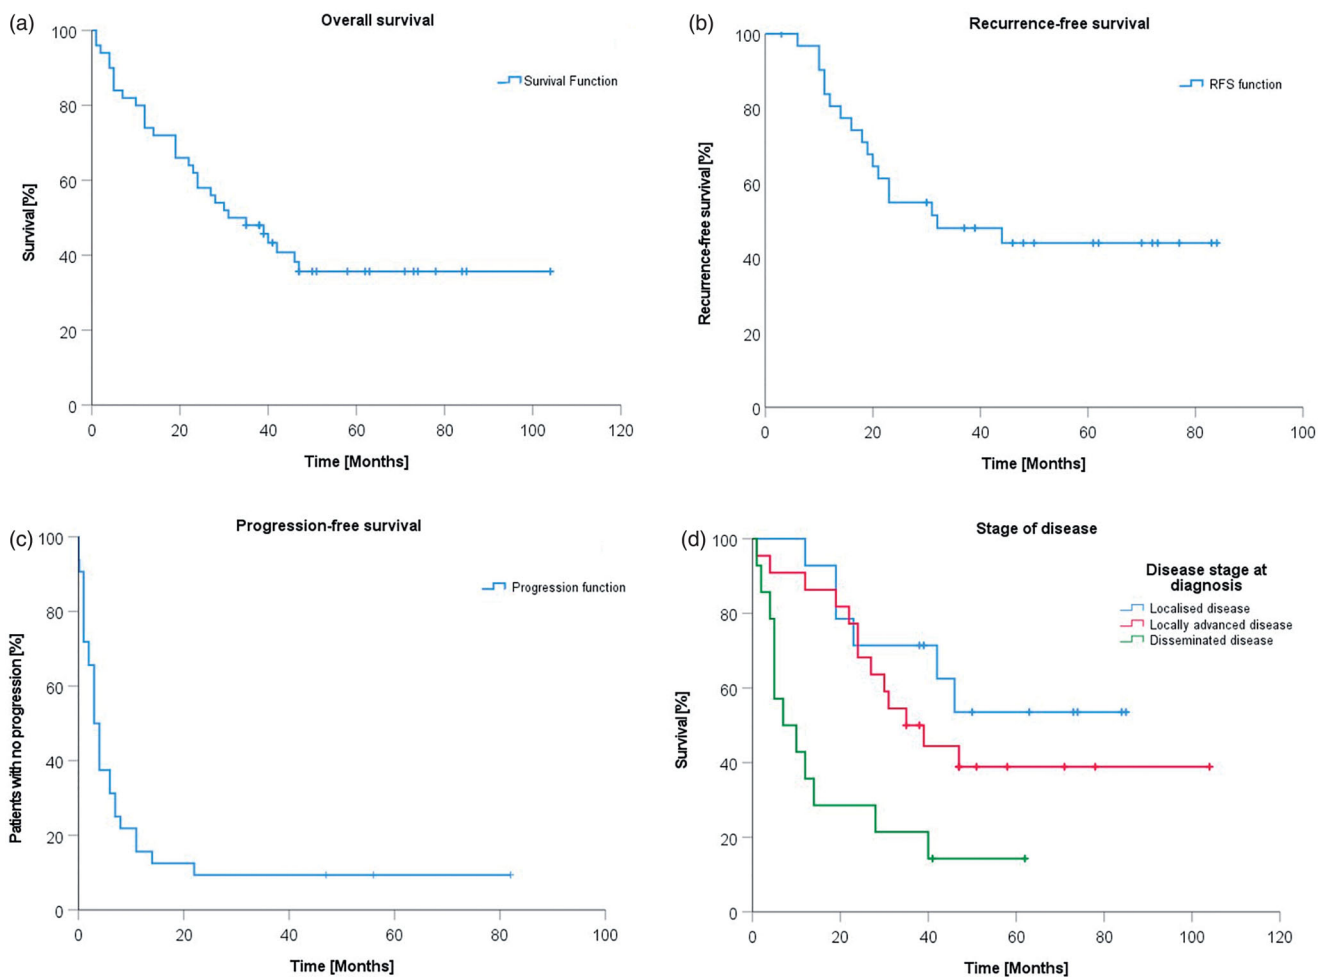 (a)
Overall survival
100
80
60
40
20
0
Survival [%]
Survival Function
0 20 40 60 80 100 120
Time [Months]
(b)
Recurrence-free survival
100
80
60
40
20
0
Recurrence-free survival [%]
RFS function
0 20 40 60 80 100
Time [Months]
(c)
Progression-free survival
100
80
60
40
20
0
Patients with no progression [%]
Progression function
0 20 40 60 80 100
Time [Months]
(d)
Stage of disease
100
80
60
40
20
0
Survival [%]
Disease stage at
diagnosis
Localised disease
Locally advanced disease
Disseminated disease
0 20 40 60 80 100 120
Time [Months]